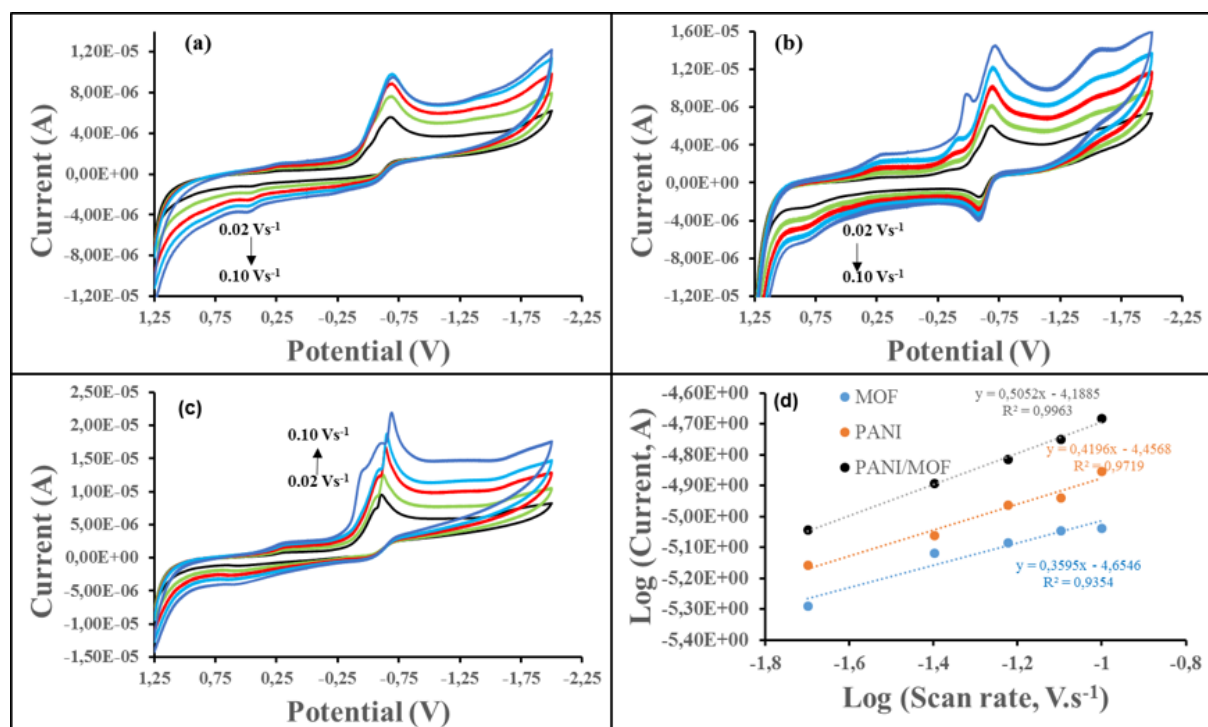 (a)
1,20E-05
8,00E-06
4,00E-06
0,00E+00
-4,00E-06
-8,00E-06
-1,20E-05
Current (A)
0.02 Vs-1
0.10 Vs-1
1,25 0,75 0,25 -0,25 -0,75 -1,25 -1,75 -2,25
Potential (V)
(b)
1,60E-05
1,20E-05
8,00E-06
4,00E-06
0,00E+00
-4,00E-06
-8,00E-06
-1,20E-05
Current (A)
0.02 Vs-1
0.10 Vs-1
1,25 0,75 0,25 -0,25 -0,75 -1,25 -1,75 -2,25
Potential (V)
(c)
2,50E-05
2,00E-05
1,50E-05
1,00E-05
5,00E-06
0,00E+00
-5,00E-06
-1,00E-05
-1,50E-05
Current (A)
0.10 Vs-1
0.02 Vs-1
1,25 0,75 0,25 -0,25 -0,75 -1,25 -1,75 -2,25
Potential (V)
(d)
-4,60E+00
-4,70E+00
-4,80E+00
-4,90E+00
-5,00E+00
-5,10E+00
-5,20E+00
-5,30E+00
-5,40E+00
Log (Current, A)
MOF
PANI
PANI/MOF
y = 0,5052x - 4,1885
R² = 0,9963
y = 0,4196x - 4,4568
R² = 0,9719
y = 0,3595x - 4,6546
R² = 0,9354
-1,8 -1,6 -1,4 -1,2 -1 -0,8
Log (Scan rate, V.s-1)